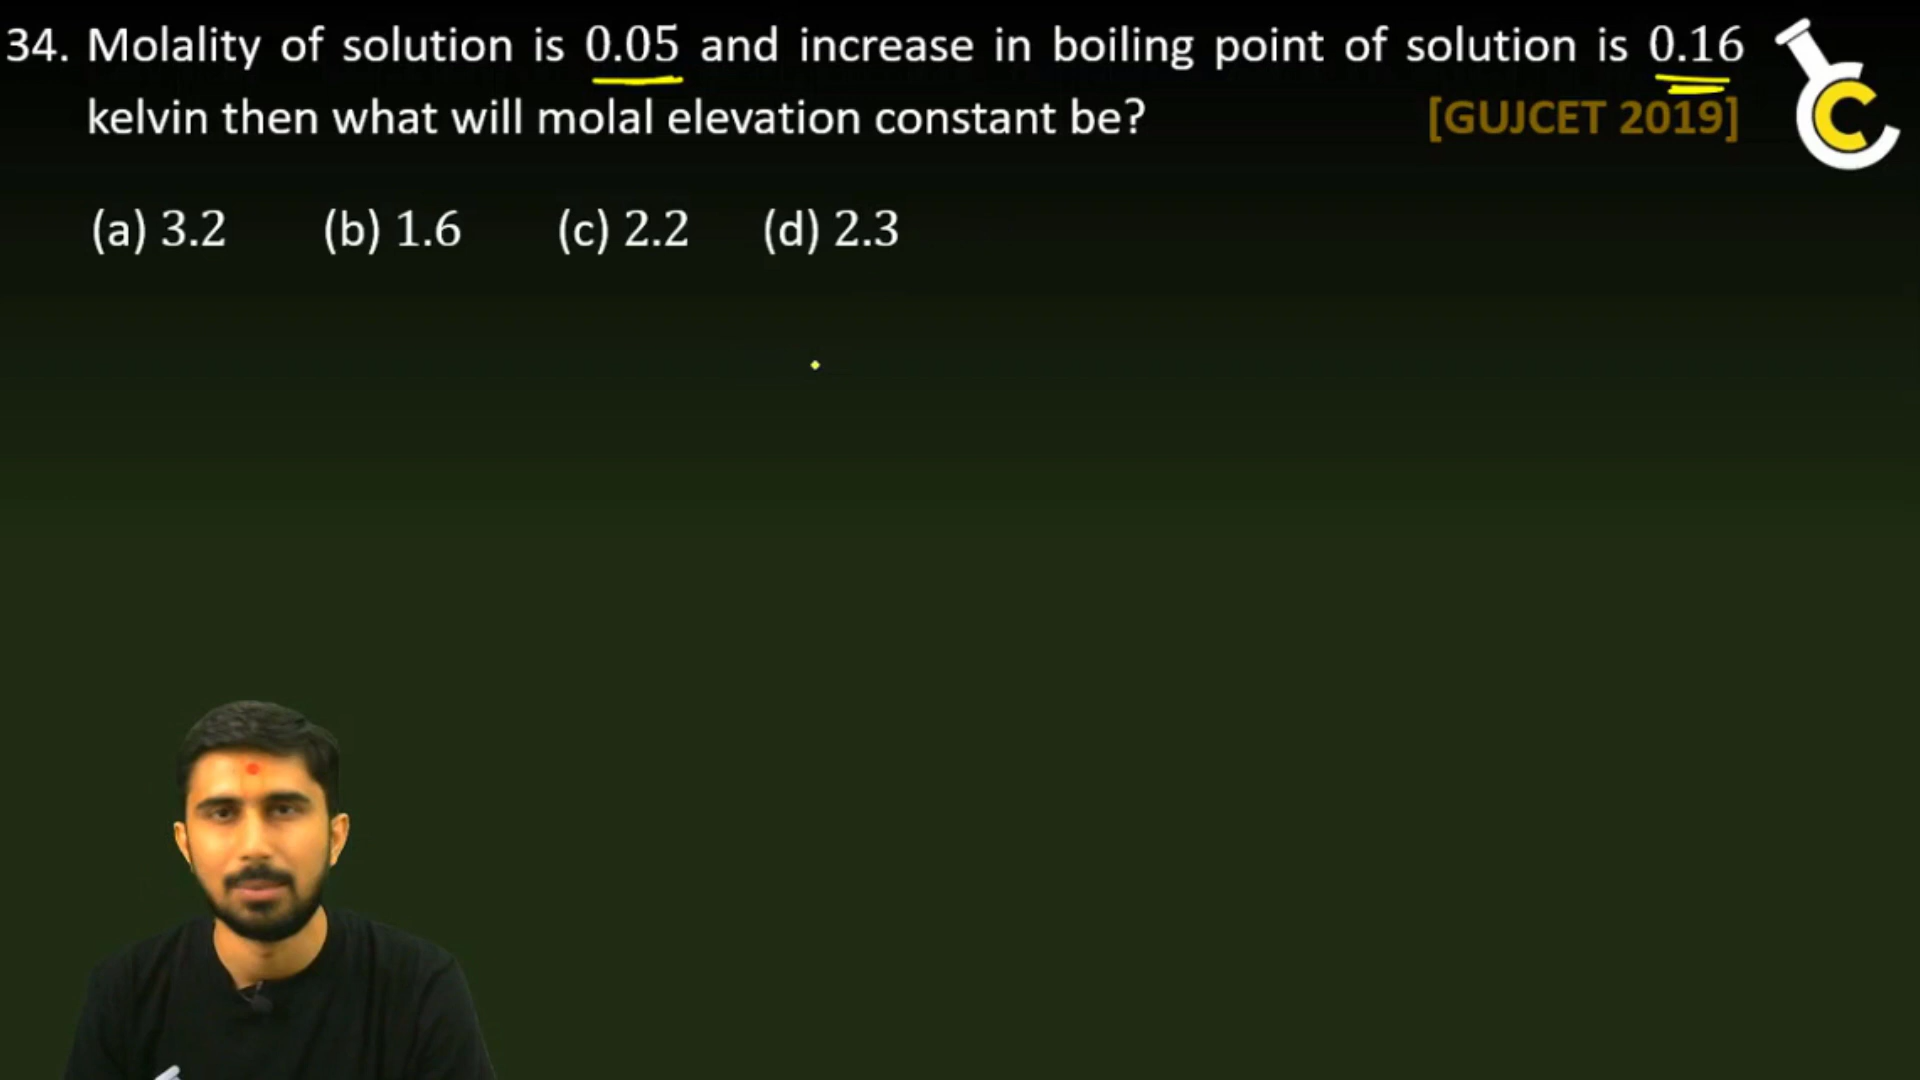 34. Molality of solution is 0.05 and increase in boiling point of solution is 0.16
kelvin then what will molal elevation constant be? [GUJCET 2019]
(a) 3.2 (b) 1.6 (c) 2.2 (d) 2.3